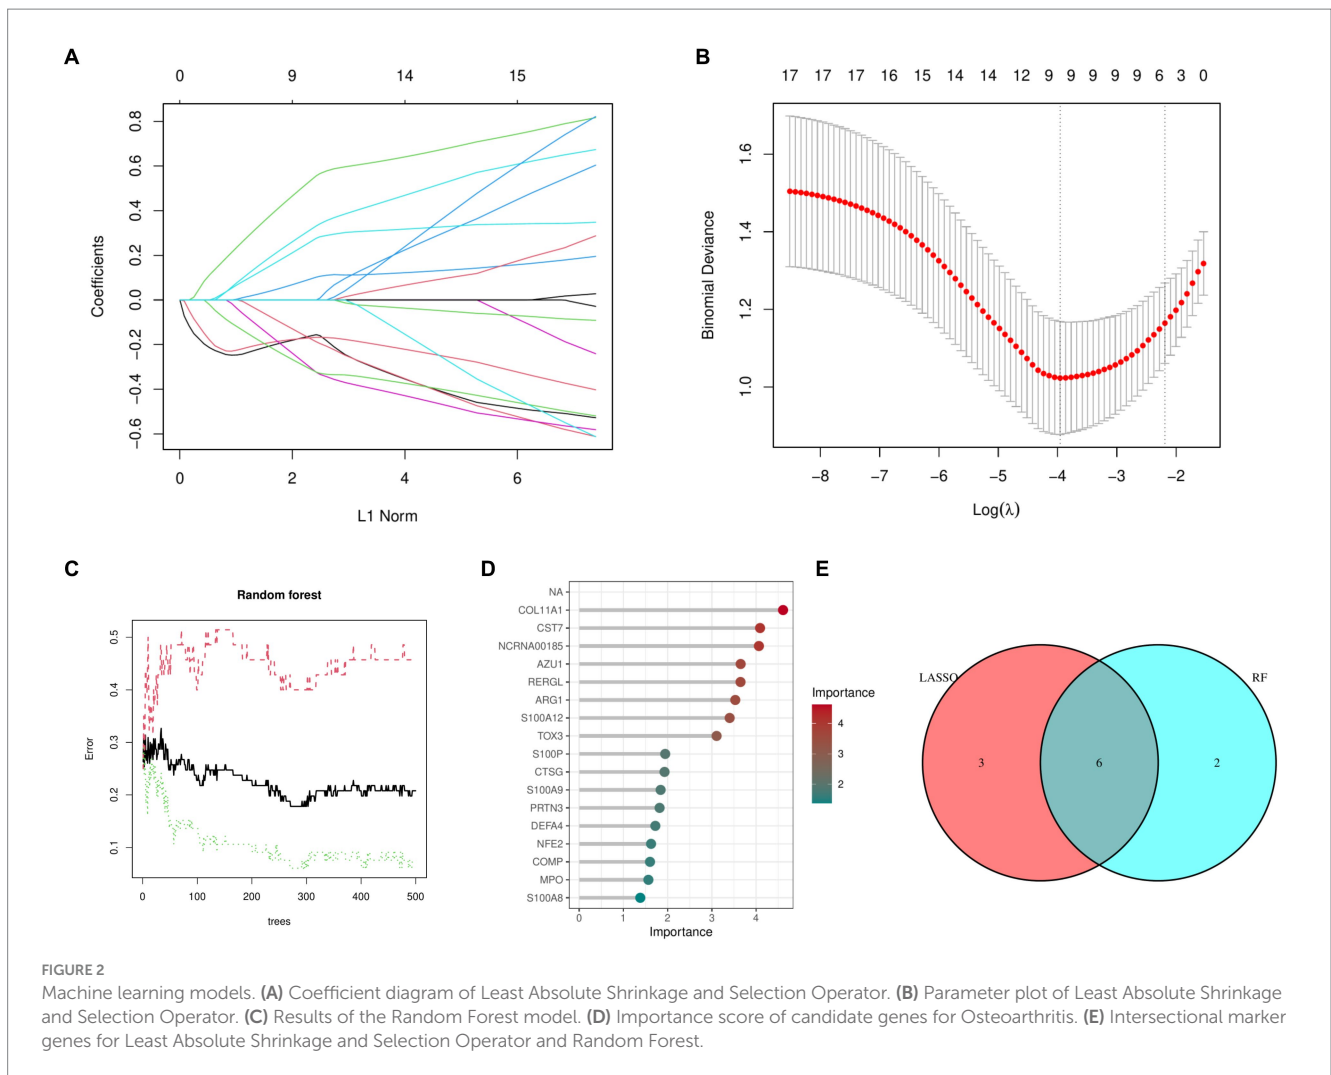 A
0 9 14 15
Coefficients
0.8
0.6
0.4
0.2
0.0
−0.2
−0.4
−0.6
0 2 4 6
L1 Norm
B
17 17 17 16 15 14 14 12 9 9 9 9 9 6 3 0
Binomial Deviance
1.6
1.4
1.2
1.0
−8 −7 −6 −5 −4 −3 −2
Log(λ)
C
Random forest
Error
0.5
0.4
0.3
0.2
0.1
0 100 200 300 400 500
trees
D
NA
COL11A1
CST7
NCRNA00185
AZU1
RERGL
ARG1
S100A12
TOX3
S100P
CTSG
S100A9
PRTN3
DEFA4
NFE2
COMP
MPO
S100A8
0 1 2 3 4
Importance
Importance
4
3
2
E
LASSO
RF
3 6 2
FIGURE 2
Machine learning models. (A) Coefficient diagram of Least Absolute Shrinkage and Selection Operator. (B) Parameter plot of Least Absolute Shrinkage
and Selection Operator. (C) Results of the Random Forest model. (D) Importance score of candidate genes for Osteoarthritis. (E) Intersectional marker
genes for Least Absolute Shrinkage and Selection Operator and Random Forest.